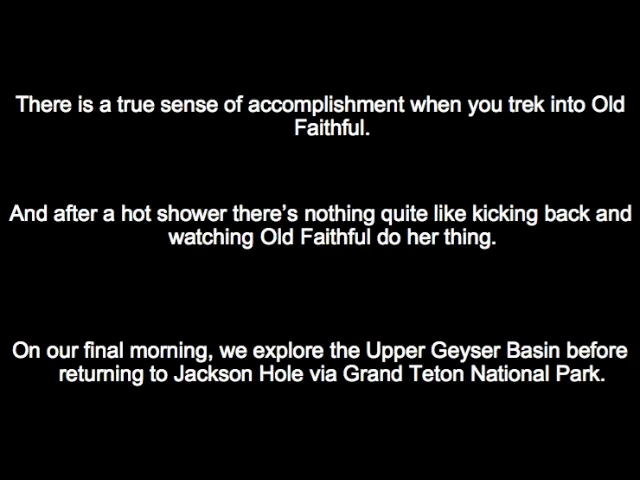 There is a true sense of accomplishment when you trek into Old
Faithful.
And after a hot shower there’s nothing quite like kicking back and
watching Old Faithful do her thing.
On our final morning, we explore the Upper Geyser Basin before
returning to Jackson Hole via Grand Teton National Park.